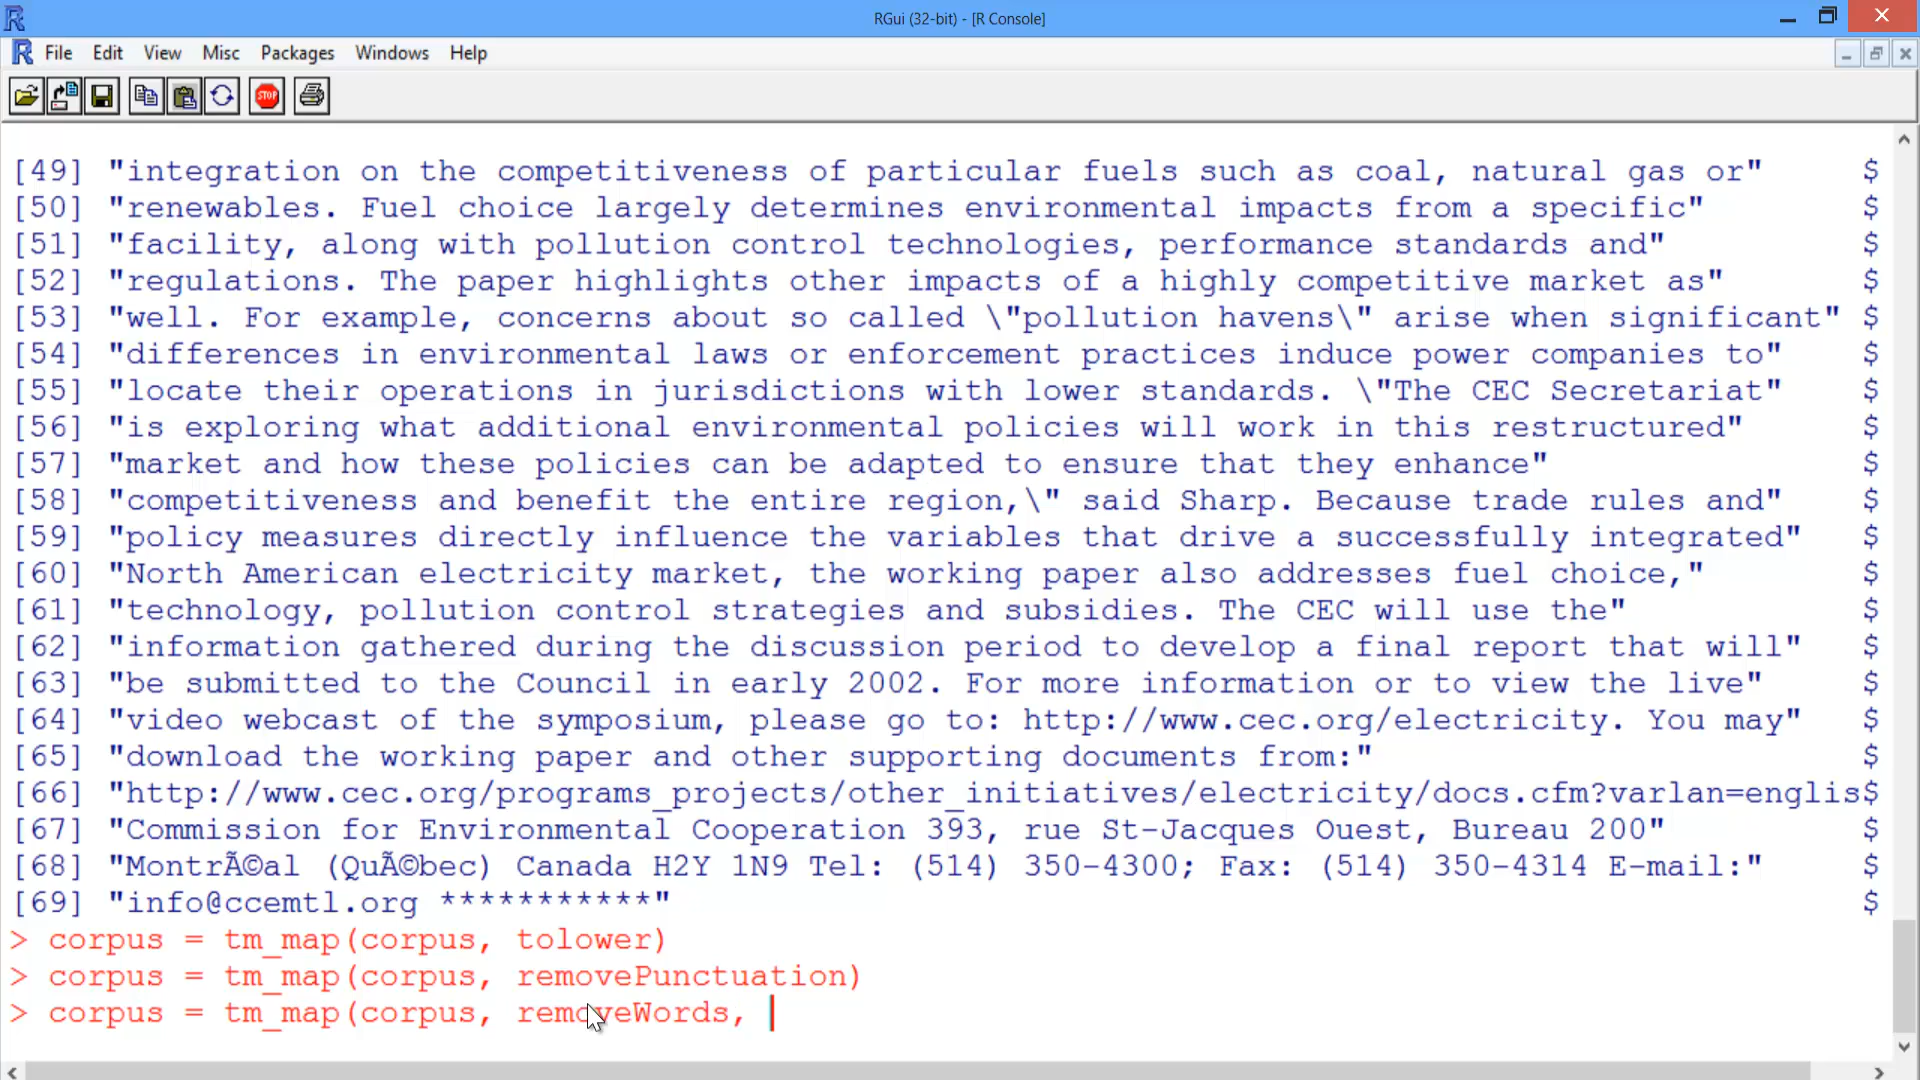 RGui (32-bit) - [R Console]
File Edit View Misc Packages Windows Help
STOP
[49] "integration on the competitiveness of particular fuels such as coal, natural gas or" $
[50] "renewables. Fuel choice largely determines environmental impacts from a specific" $
[51] "facility, along with pollution control technologies, performance standards and" $
[52] "regulations. The paper highlights other impacts of a highly competitive market as" $
[53] "well. For example, concerns about so called \"pollution havens\" arise when significant" $
[54] "differences in environmental laws or enforcement practices induce power companies to" $
[55] "locate their operations in jurisdictions with lower standards. \"The CEC Secretariat" $
[56] "is exploring what additional environmental policies will work in this restructured" $
[57] "market and how these policies can be adapted to ensure that they enhance" $
[58] "competitiveness and benefit the entire region,\" said Sharp. Because trade rules and" $
[59] "policy measures directly influence the variables that drive a successfully integrated" $
[60] "North American electricity market, the working paper also addresses fuel choice," $
[61] "technology, pollution control strategies and subsidies. The CEC will use the" $
[62] "information gathered during the discussion period to develop a final report that will" $
[63] "be submitted to the Council in early 2002. For more information or to view the live" $
[64] "video webcast of the symposium, please go to: http://www.cec.org/electricity. You may" $
[65] "download the working paper and other supporting documents from:" $
[66] "http://www.cec.org/programs_projects/other_initiatives/electricity/docs.cfm?varlan=englis$
[67] "Commission for Environmental Cooperation 393, rue St-Jacques Ouest, Bureau 200" $
[68] "MontrÃ©al (QuÃ©bec) Canada H2Y 1N9 Tel: (514) 350-4300; Fax: (514) 350-4314 E-mail:" $
[69] "info@ccemtl.org ***********" $
> corpus = tm_map(corpus, tolower)
> corpus = tm_map(corpus, removePunctuation)
> corpus = tm_map(corpus, removeWords,